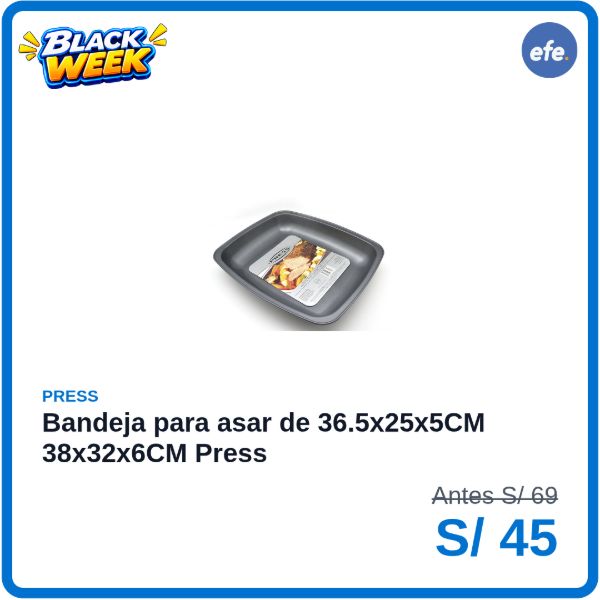 BLACK
WEEK
efe.
PRESS
Bandeja para asar de 36.5x25x5CM
38x32x6CM Press
Antes S/ 69
S/ 45